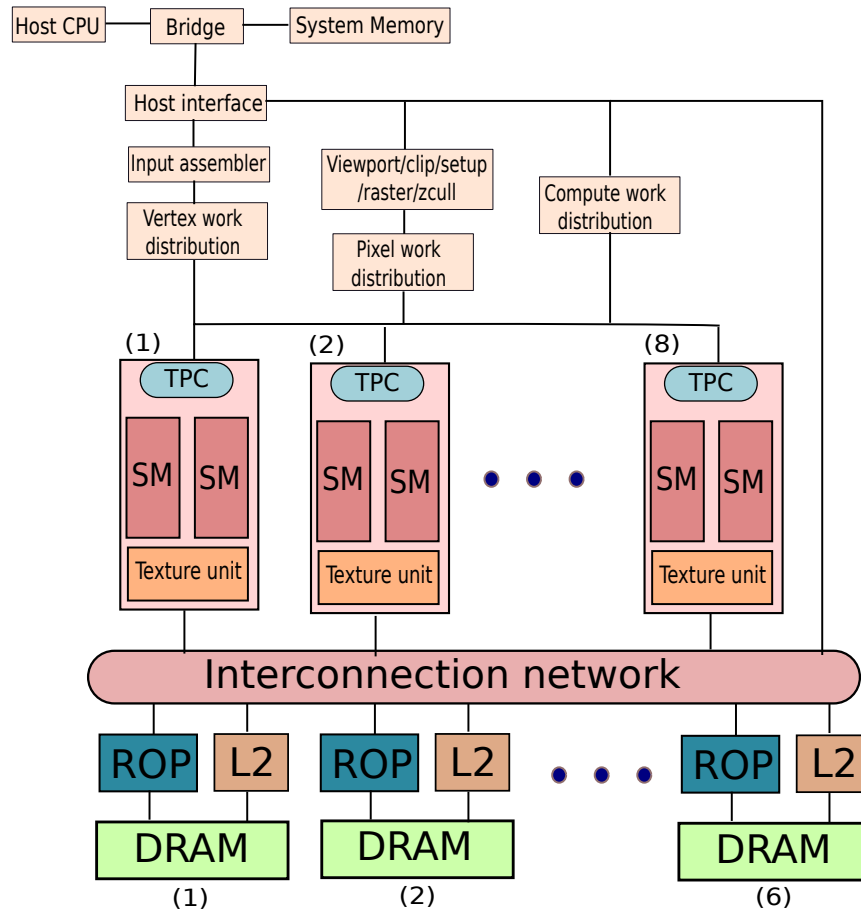 Host CPU
Bridge
System Memory
Host interface
Input assembler
Viewport/clip/setup
/raster/zcull
Compute work
distribution
Vertex work
distribution
Pixel work
distribution
(1)
(2)
(8)
TPC
TPC
TPC
SM
SM
SM
SM
SM
SM
Texture unit
Texture unit
Texture unit
Interconnection network
ROP
L2
ROP
L2
ROP
L2
DRAM
DRAM
DRAM
(1)
(2)
(6)